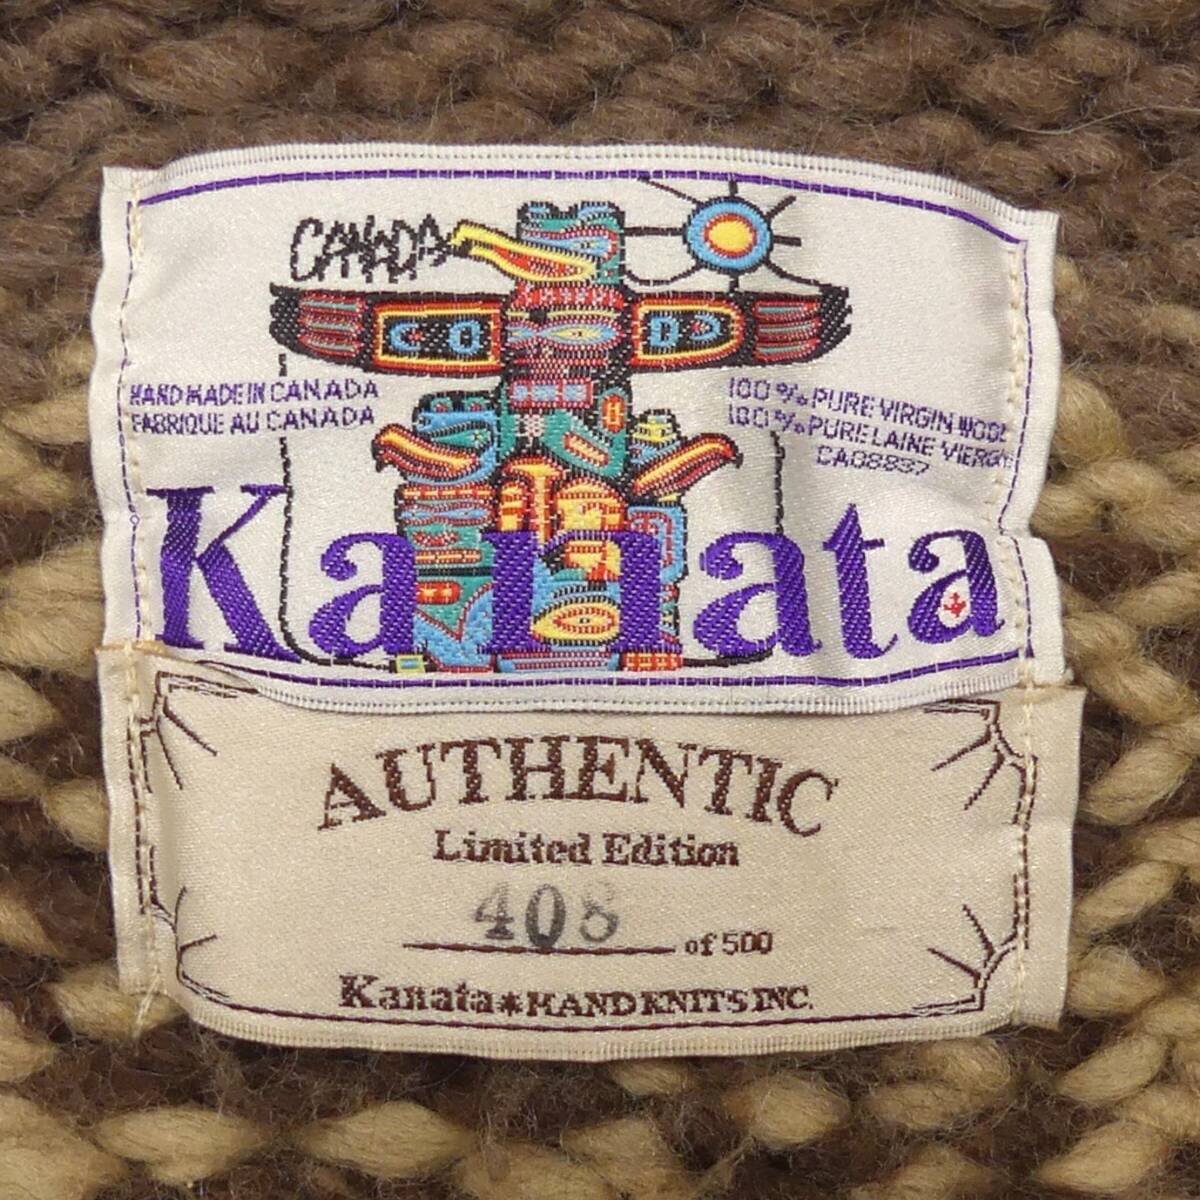 CANADA
HAND MADE IN CANADA
FABRIQUE AU CANADA
100 % PURE VIRGIN WOOL
100 % PURE LAINE VIERGE
CA08837
Kanata
AUTHENTIC
Limited Edition
408 of 500
Kanata*HAND KNITS INC.